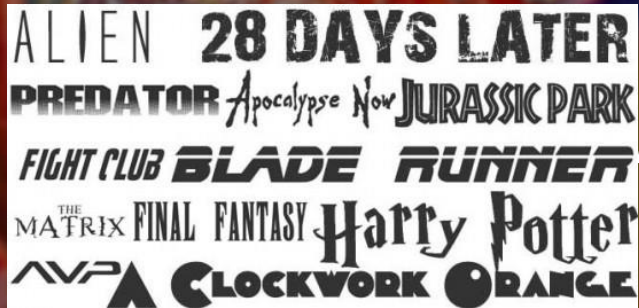 ALIEN 28 DAYS LATER
PREDATOR Apocalypse Now JURASSIC PARK
FIGHT CLUB BLADE RUNNER
THE MATRIX FINAL FANTASY Harry Potter
AVP A CLOCKWORK ORANGE